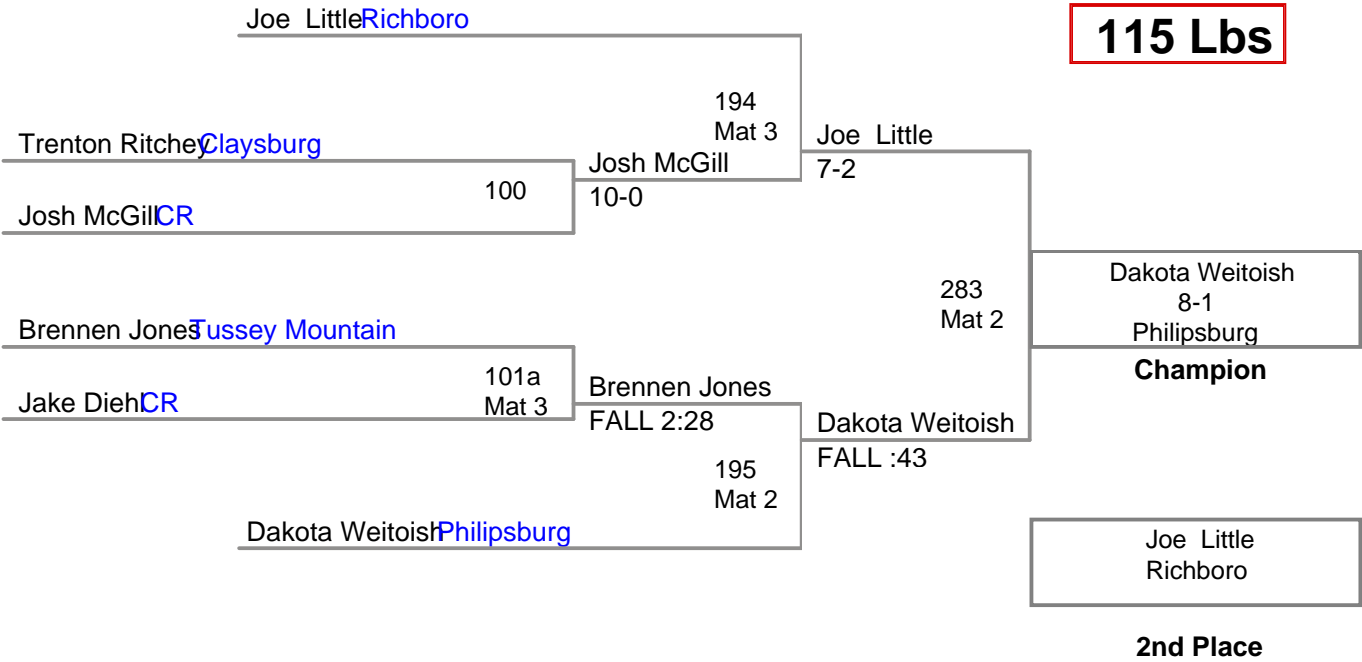 Joe Little Richboro
115 Lbs
194
Mat 3
Trenton Ritchey Claysburg
Joe Little
7-2
Josh McGill
10-0
100
Josh McGill CR
Dakota Weitoish
8-1
Philipsburg
Champion
283
Mat 2
Brennen Jones Tussey Mountain
101a
Mat 3
Brennen Jones
FALL 2:28
Jake Diehl CR
Dakota Weitoish
FALL :43
195
Mat 2
Dakota Weitoish Philipsburg
Joe Little
Richboro
2nd Place